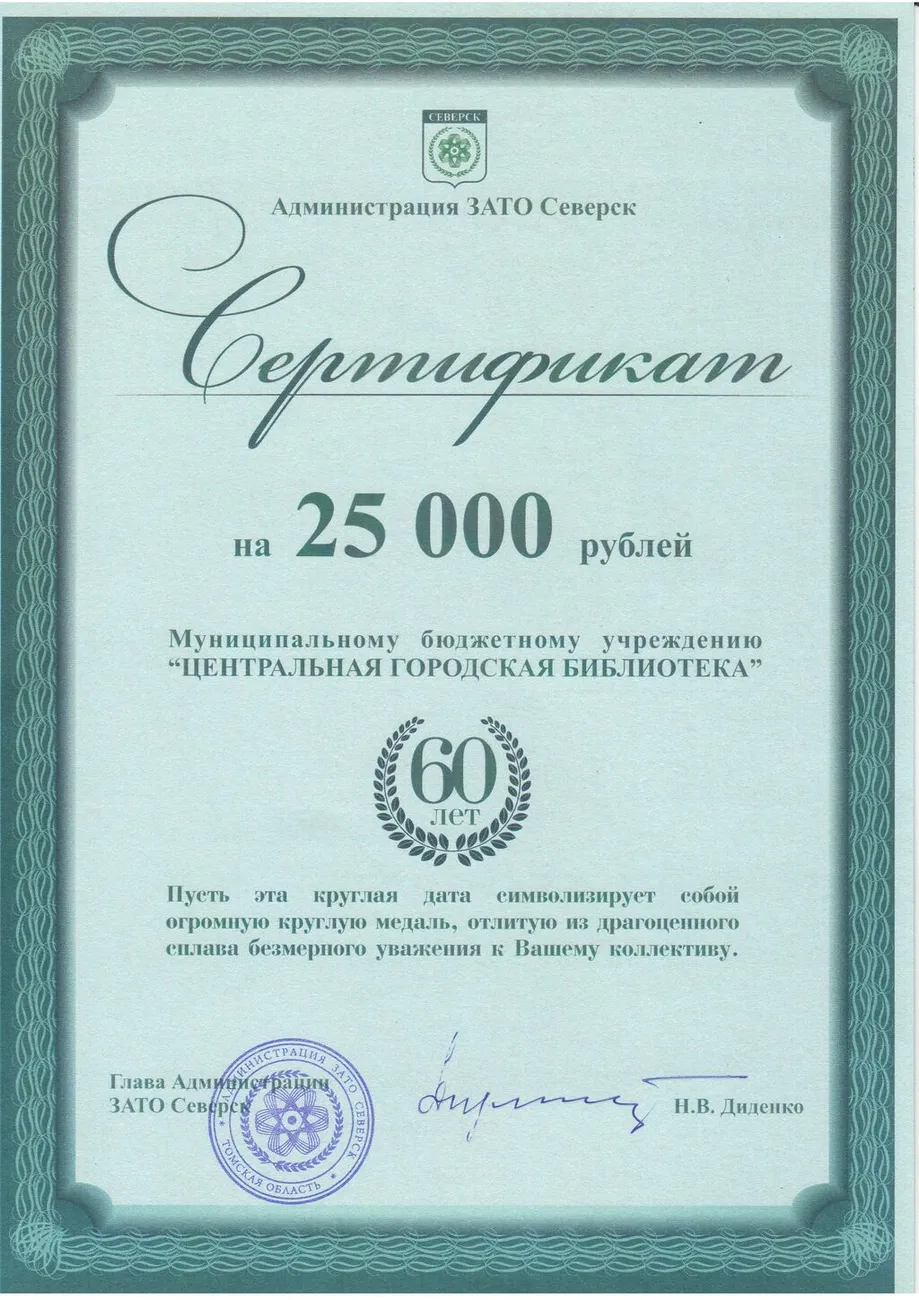 СЕВЕРСК
Администрация ЗАТО Северск
Сертификат
на 25 000 рублей
Муниципальному бюджетному учреждению
“ЦЕНТРАЛЬНАЯ ГОРОДСКАЯ БИБЛИОТЕКА”
60
лет
Пусть эта круглая дата символизирует собой
огромную круглую медаль, отлитую из драгоценного
сплава безмерного уважения к Вашему коллективу.
Глава Администрации
ЗАТО Северск
Н.В. Диденко
АДМИНИСТРАЦИЯ ЗАТО СЕВЕРСК
* ТОМСКАЯ ОБЛАСТЬ *